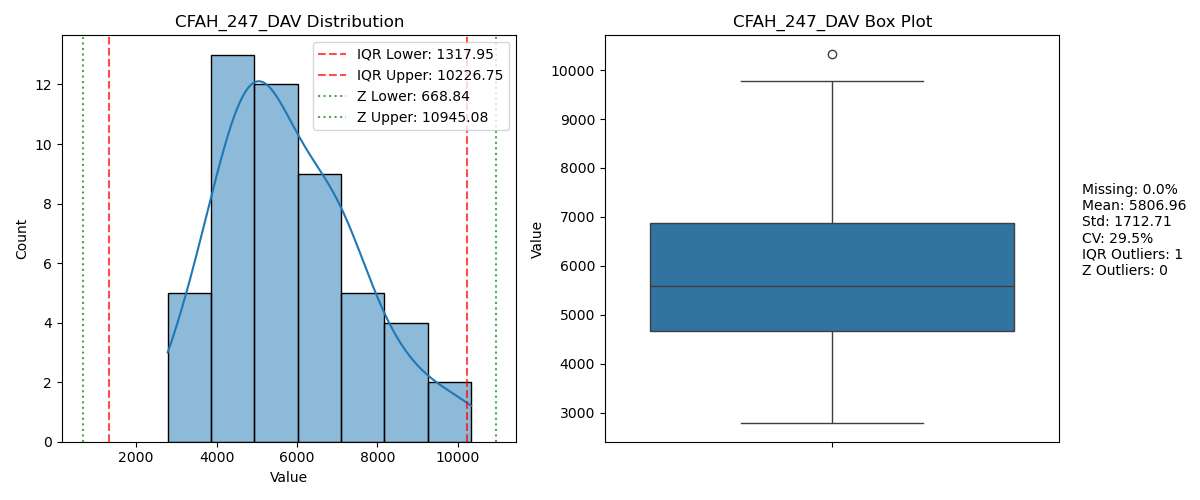 CFAH_247_DAV Distribution
IQR Lower: 1317.95
IQR Upper: 10226.75
Z Lower: 668.84
Z Upper: 10945.08
12
10
8
6
4
2
0
Count
2000 4000 6000 8000 10000
Value
CFAH_247_DAV Box Plot
10000
9000
8000
7000
6000
5000
4000
3000
Value
Missing: 0.0%
Mean: 5806.96
Std: 1712.71
CV: 29.5%
IQR Outliers: 1
Z Outliers: 0